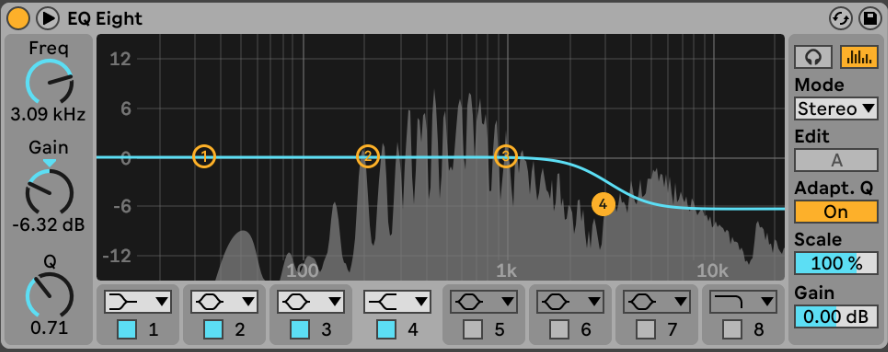 EQ Eight
Freq
3.09 kHz
Gain
-6.32 dB
Q
0.71
12
6
0
-6
-12
1
2
3
4
100
1k
10k
1
2
3
4
5
6
7
8
Mode
Stereo
Edit
A
Adapt. Q
On
Scale
100 %
Gain
0.00 dB